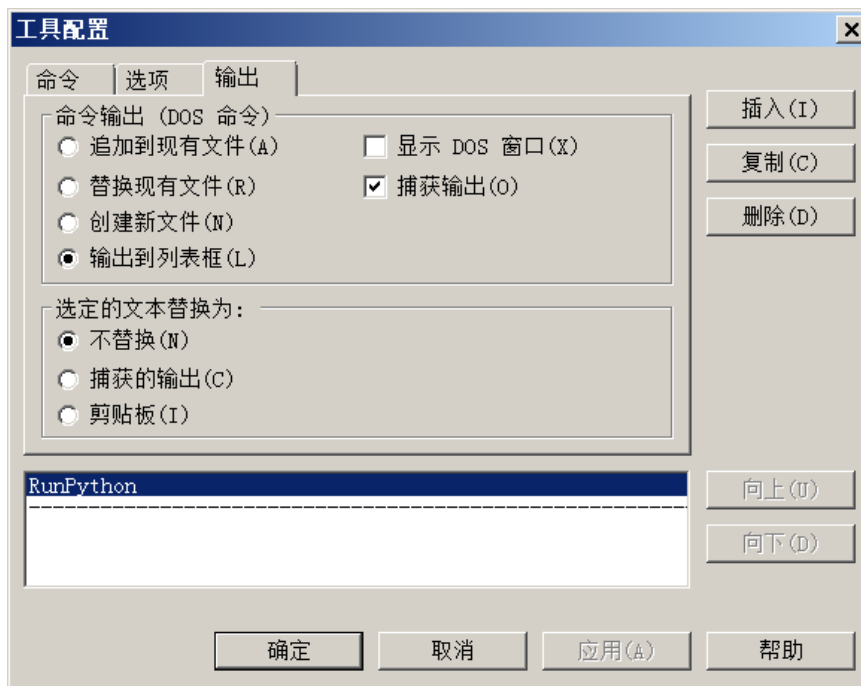 工具配置
命令
选项
输出
命令输出 (DOS 命令)
追加到现有文件(A)
显示 DOS 窗口(X)
替换现有文件(R)
捕获输出(O)
创建新文件(N)
输出到列表框(L)
选定的文本替换为:
不替换(N)
捕获的输出(C)
剪贴板(I)
插入(I)
复制(C)
删除(D)
RunPython
向上(U)
向下(D)
确定
取消
应用(A)
帮助